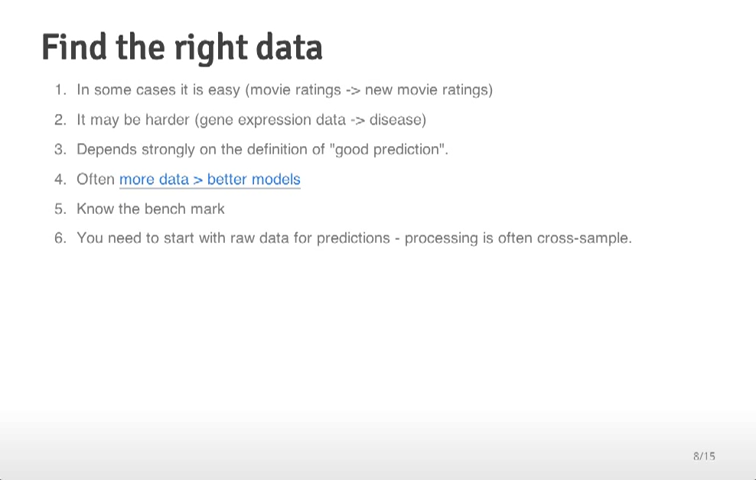 Find the right data
1. In some cases it is easy (movie ratings -> new movie ratings)
2. It may be harder (gene expression data -> disease)
3. Depends strongly on the definition of "good prediction".
4. Often more data > better models
5. Know the bench mark
6. You need to start with raw data for predictions - processing is often cross-sample.
8/15